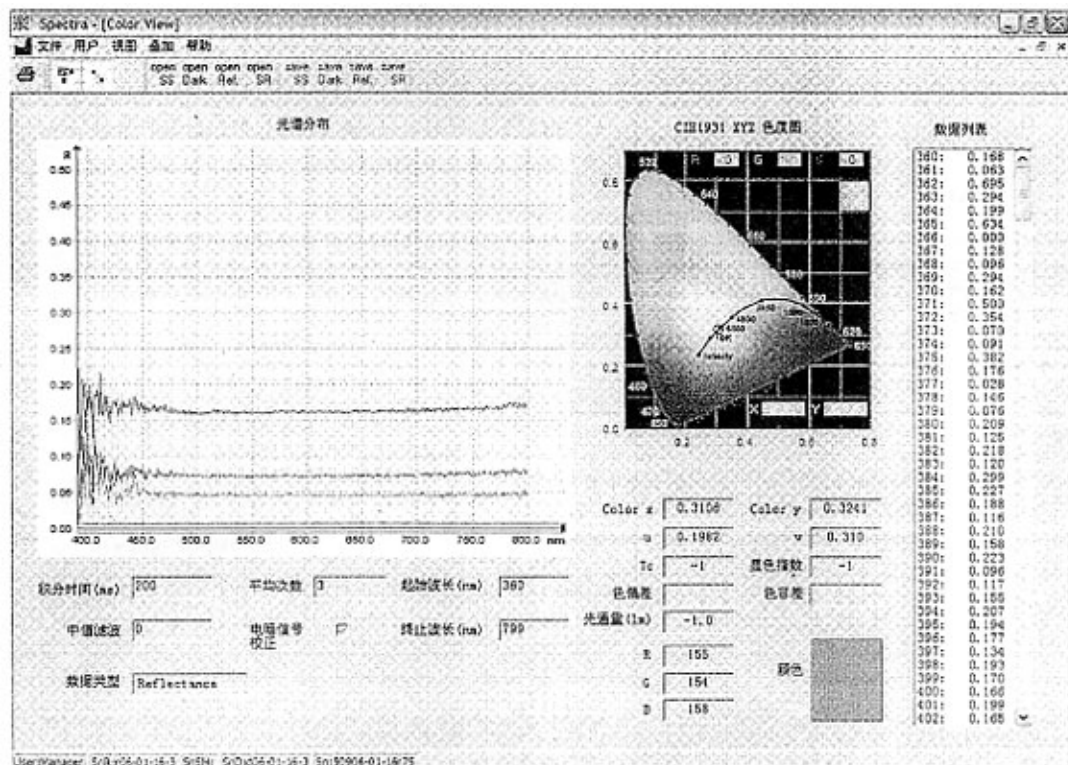 Spectra - [Color View]
文件 用户 视图 叠加 帮助
open open open open save save save save
SS Dark Ref. SR SS Dark Ref. SR
光谱分布
CIE1931 XYZ 色度图
数据列表
R
0.50
0.45
0.40
0.35
0.30
0.25
0.20
0.15
0.10
0.05
0.00
400.0 450.0 500.0 550.0 600.0 650.0 700.0 750.0 800.0 nm
R G
0.8
0.6
0.4
0.2
0.0
0.2 0.4 0.6 0.8
540
620
460
470
Infinity
X Y
360: 0.168
361: 0.063
362: 0.695
363: 0.294
364: 0.199
365: 0.634
367: 0.128
368: 0.096
369: 0.294
370: 0.162
372: 0.354
373: 0.070
374: 0.091
375: 0.382
376: 0.176
377: 0.028
378: 0.146
379: 0.076
380: 0.209
381: 0.125
382: 0.218
383: 0.120
384: 0.299
385: 0.227
386: 0.188
387: 0.116
388: 0.210
389: 0.158
390: 0.223
391: 0.096
392: 0.117
393: 0.155
394: 0.207
395: 0.194
396: 0.177
397: 0.134
398: 0.193
399: 0.170
400: 0.166
401: 0.199
402: 0.165
Color x 0.3106 Color y 0.3241
u 0.1982 v 0.310
Tc -1 显色指数 -1
色偏差 色容差
光通量(lm) -1.0
R 155
G 154
158
颜色
积分时间(ms) 200 平均次数 3 起始波长(nm) 360
中值滤波 0 电暗信号校正 终止波长(nm) 799
数据类型 Reflectance